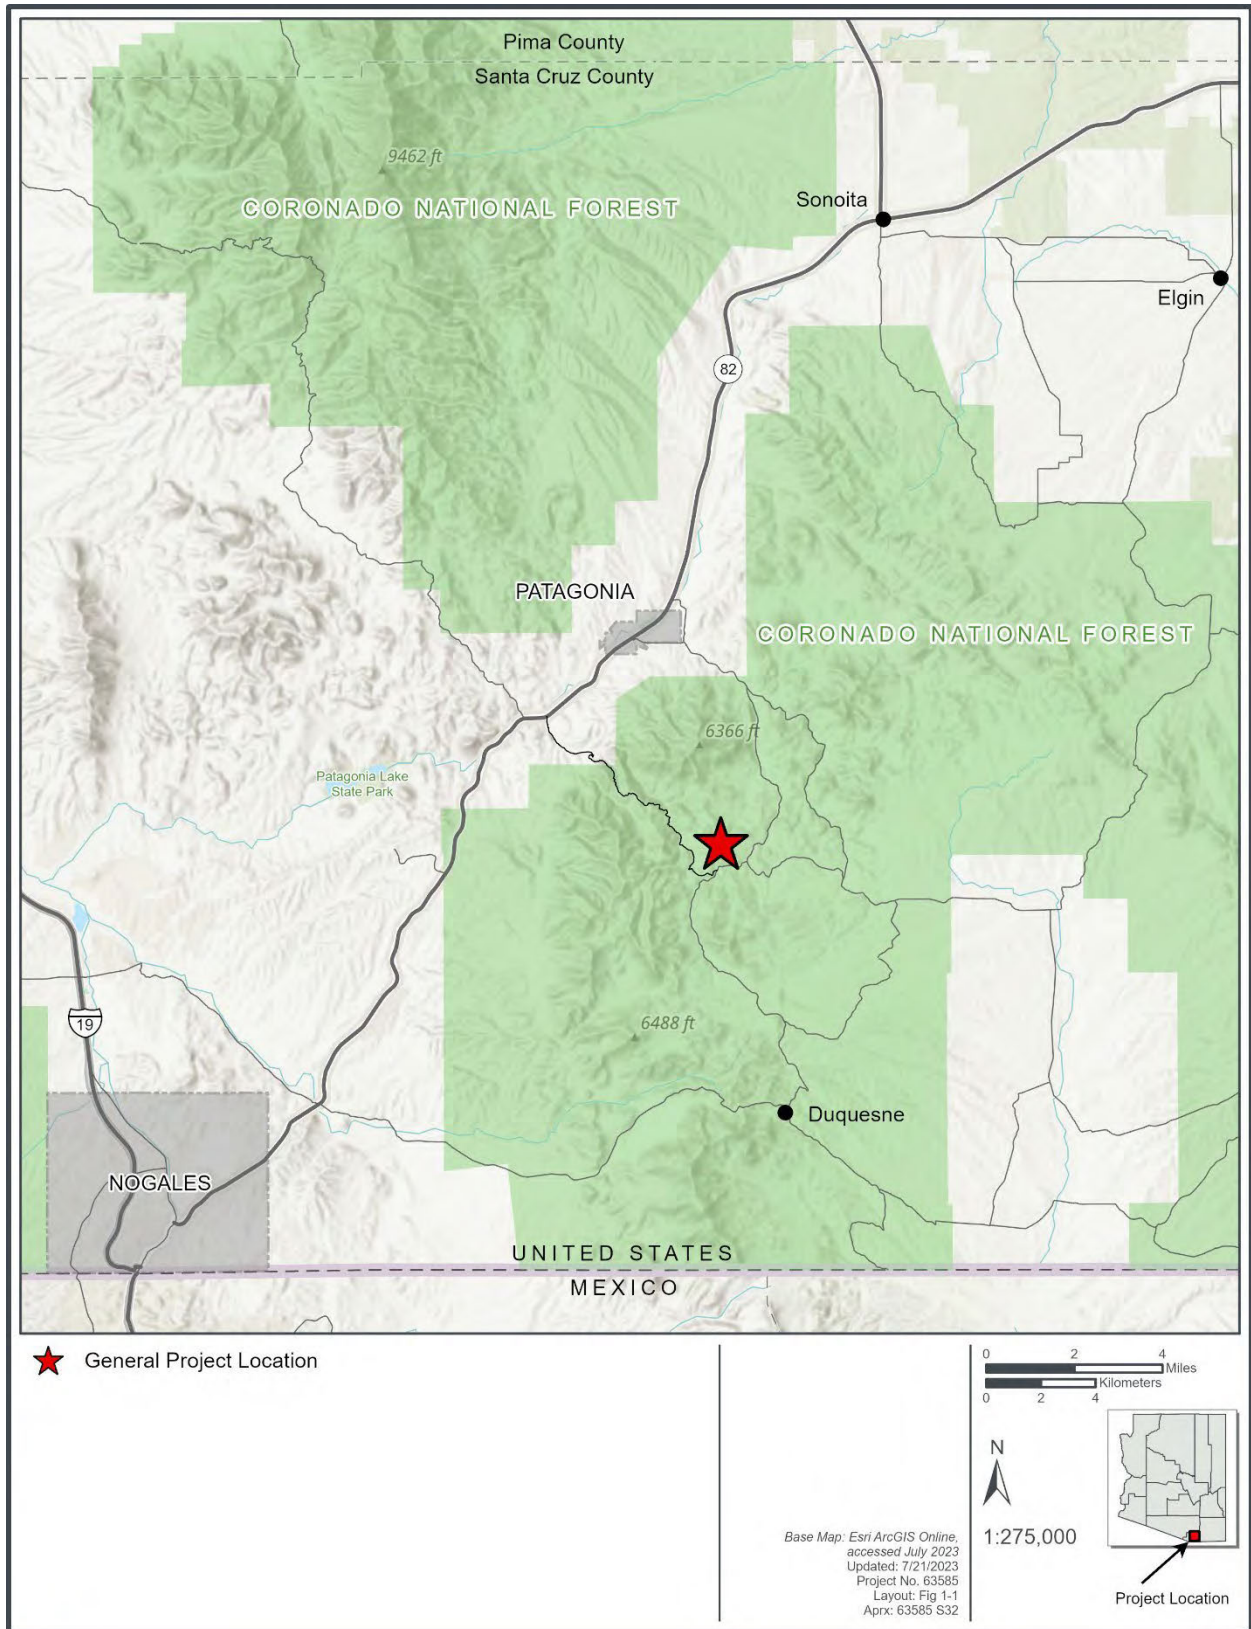 Pima County
Santa Cruz County
9462 ft
CORONADO NATIONAL FOREST
Sonoita
Elgin
82
PATAGONIA
CORONADO NATIONAL FOREST
6366 ft
Patagonia Lake
State Park
19
6488 ft
Duquesne
NOGALES
UNITED STATES
MEXICO
General Project Location
0 2 4
Miles
Kilometers
0 2 4
N
1:275,000
Base Map: Esri ArcGIS Online,
accessed July 2023
Updated: 7/21/2023
Project No. 63585
Layout: Fig 1-1
Aprx: 63585 S32
Project Location